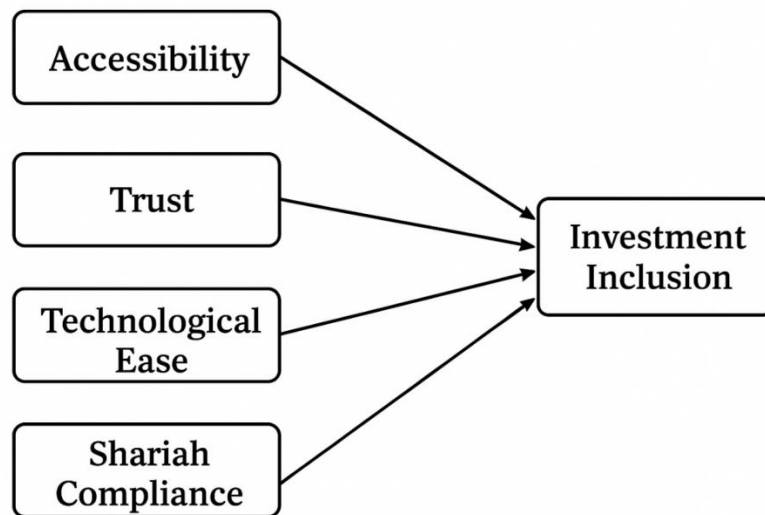 Accessibility
Trust
Technological
Ease
Shariah
Compliance
Investment
Inclusion